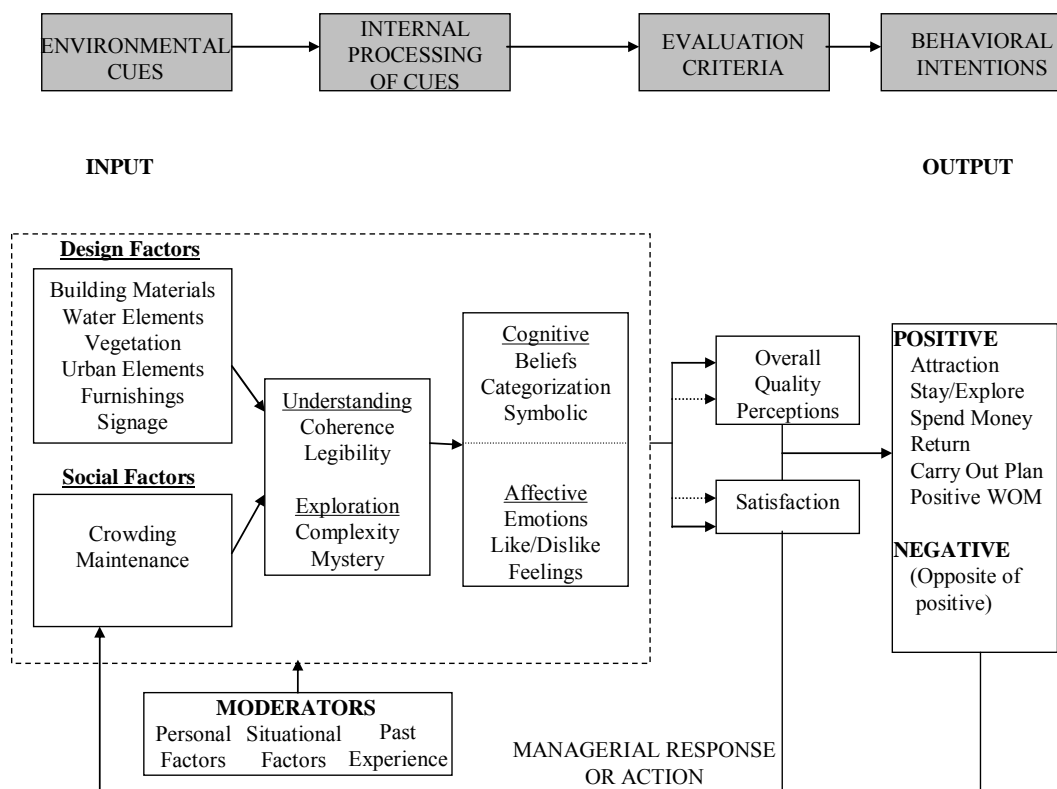 ENVIRONMENTAL
CUES
INTERNAL
PROCESSING
OF CUES
EVALUATION
CRITERIA
BEHAVIORAL
INTENTIONS
INPUT
OUTPUT
Design Factors
Building Materials
Water Elements
Vegetation
Urban Elements
Furnishings
Signage
Social Factors
Crowding
Maintenance
Understanding
Coherence
Legibility
Exploration
Complexity
Mystery
Cognitive
Beliefs
Categorization
Symbolic
Affective
Emotions
Like/Dislike
Feelings
Overall
Quality
Perceptions
Satisfaction
POSITIVE
Attraction
Stay/Explore
Spend Money
Return
Carry Out Plan
Positive WOM
NEGATIVE
(Opposite of
positive)
MODERATORS
Personal
Factors
Situational
Factors
Past
Experience
MANAGERIAL RESPONSE
OR ACTION